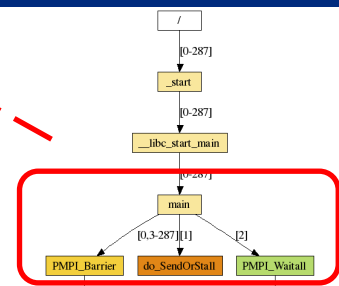 /
[0-287]
_start
[0-287]
__libc_start_main
[0-287]
main
[0,3-287] [1] [2]
PMPI_Barrier do_SendOrStall PMPI_Waitall